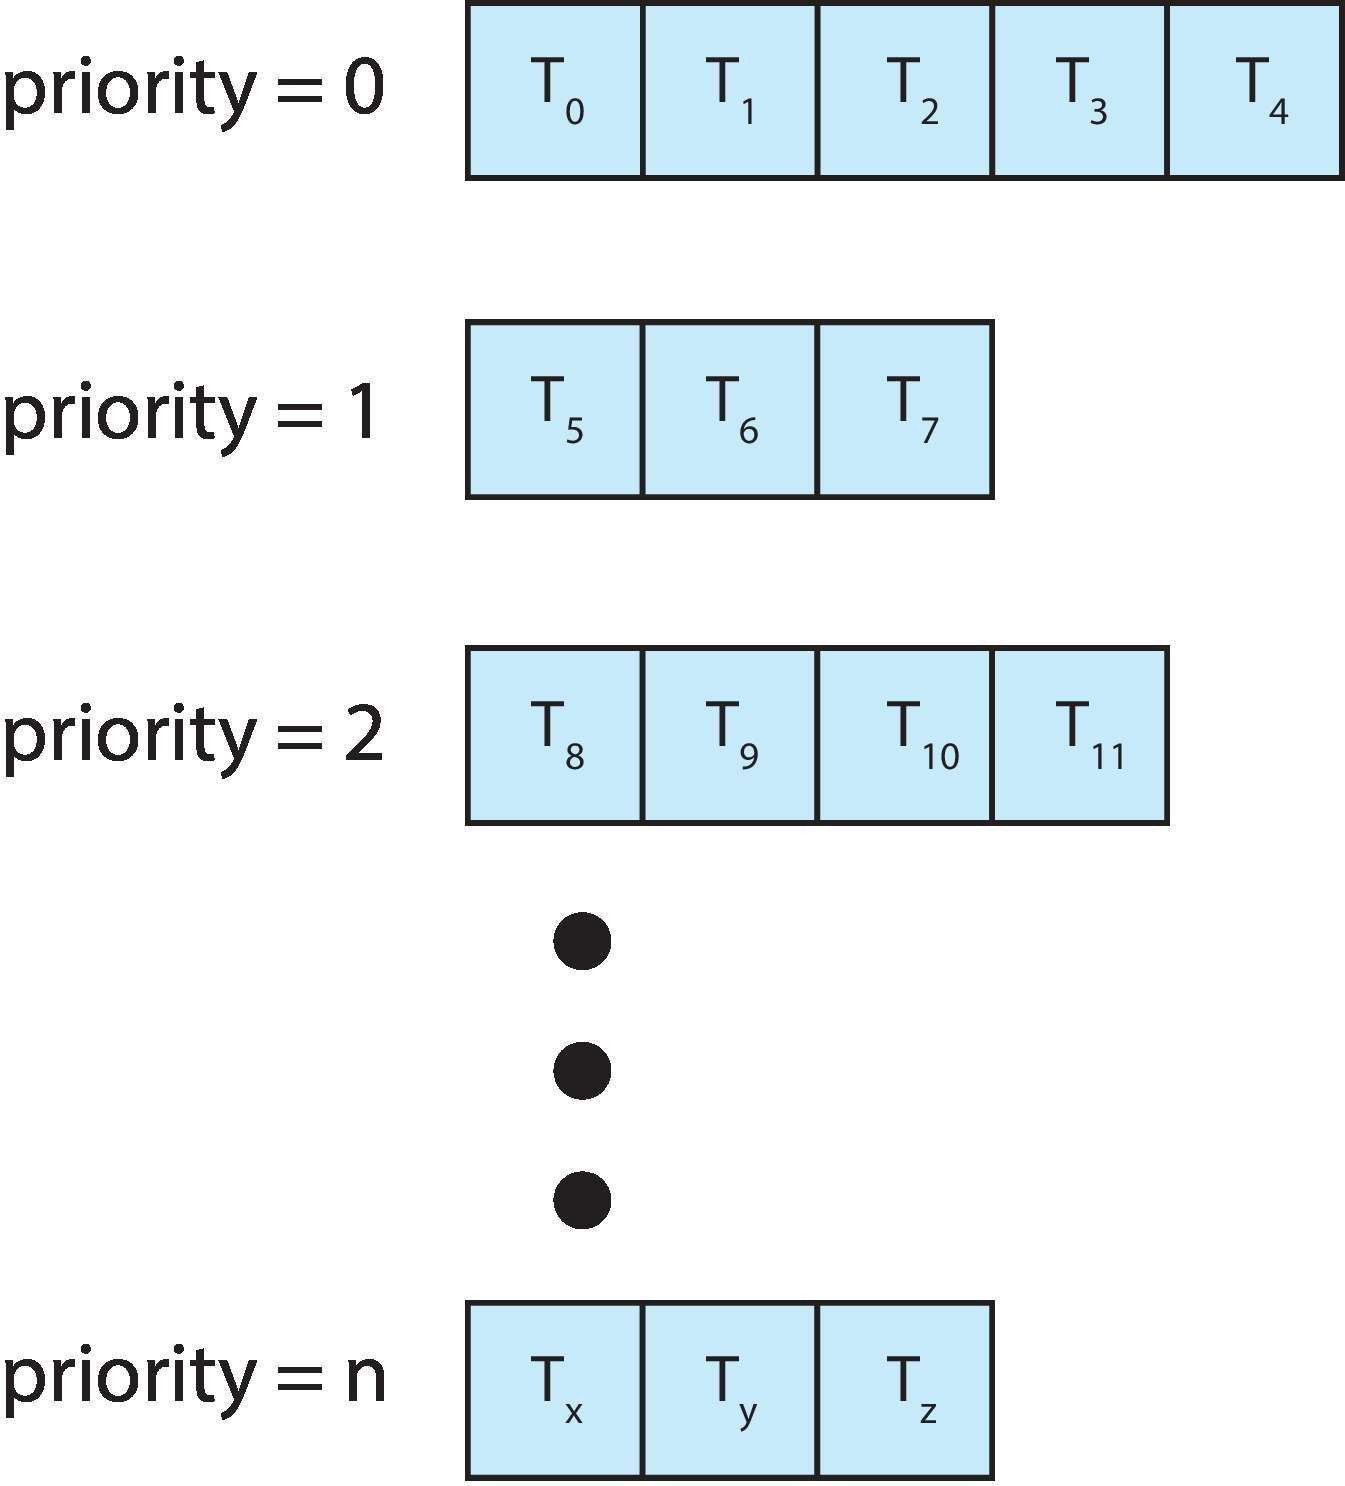 priority = 0 T0 T1 T2 T3 T4
priority = 1 T5 T6 T7
priority = 2 T8 T9 T10 T11
priority = n Tx Ty Tz